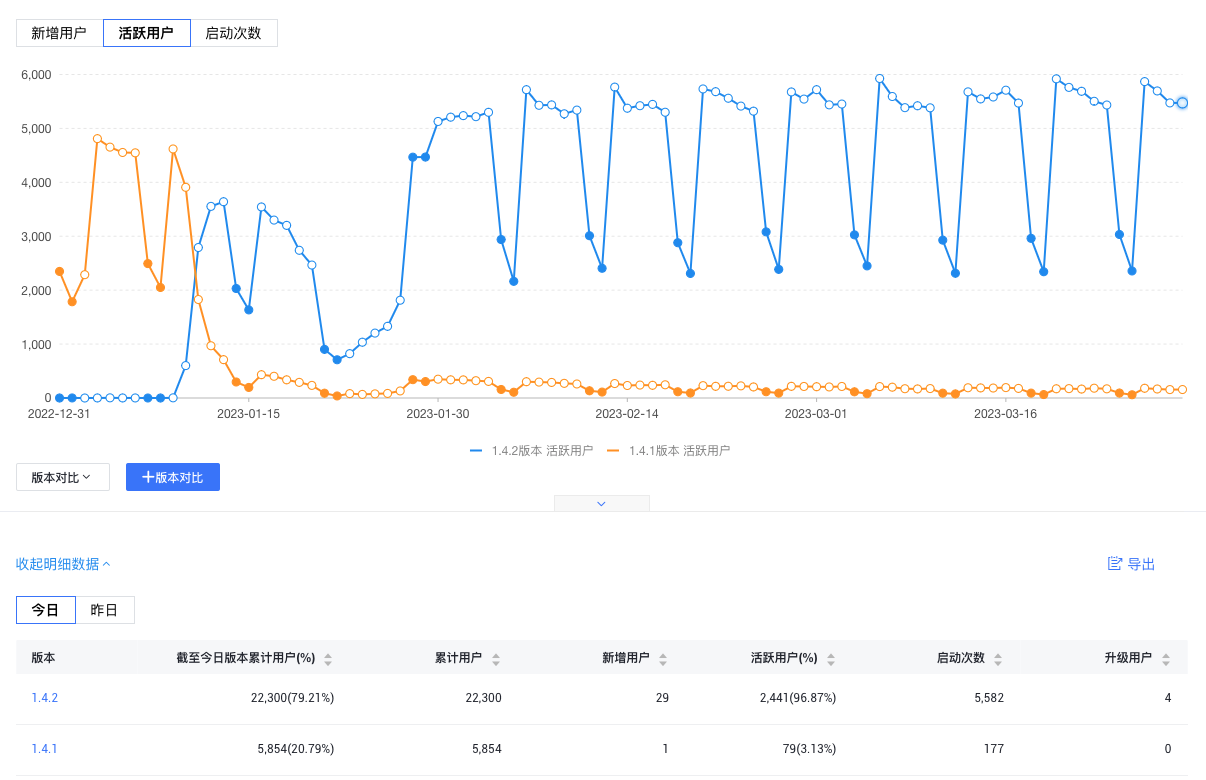 新增用户 活跃用户 启动次数
6,000
5,000
4,000
3,000
2,000
1,000
0
2022-12-31 2023-01-15 2023-01-30 2023-02-14 2023-03-01 2023-03-16
1.4.2版本 活跃用户 1.4.1版本 活跃用户
版本对比 +版本对比
收起明细数据 导出
今日 昨日
版本 截至今日版本累计用户(%) 累计用户 新增用户 活跃用户(%) 启动次数 升级用户
1.4.2 22,300(79.21%) 22,300 29 2,441(96.87%) 5,582 4
1.4.1 5,854(20.79%) 5,854 1 79(3.13%) 177 0